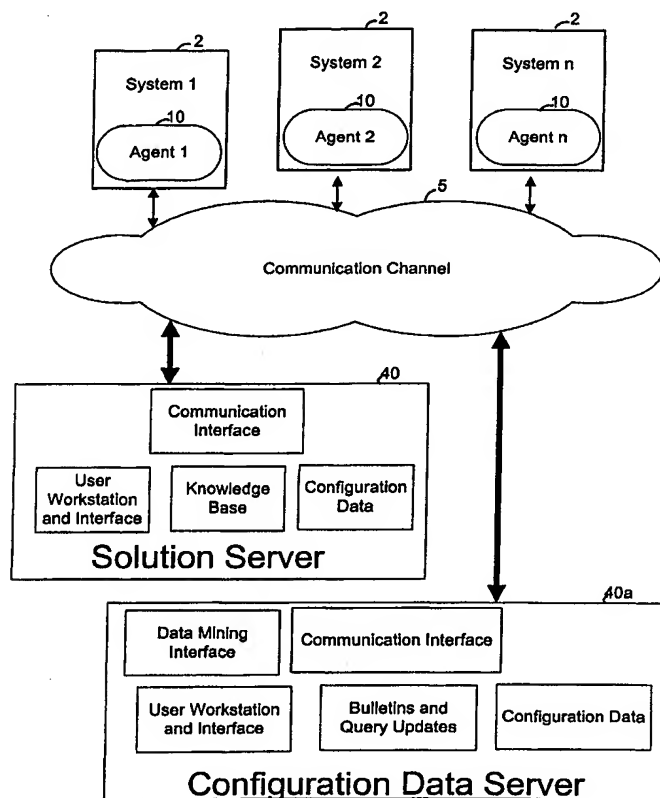 2
2
2
System 1
System 2
System n
10
10
10
Agent 1
Agent 2
Agent n
5
Communication Channel
40
Communication
Interface
User
Workstation
and Interface
Knowledge
Base
Configuration
Data
Solution Server
40a
Data Mining
Interface
Communication Interface
User Workstation
and Interface
Bulletins and
Query Updates
Configuration Data
Configuration Data Server